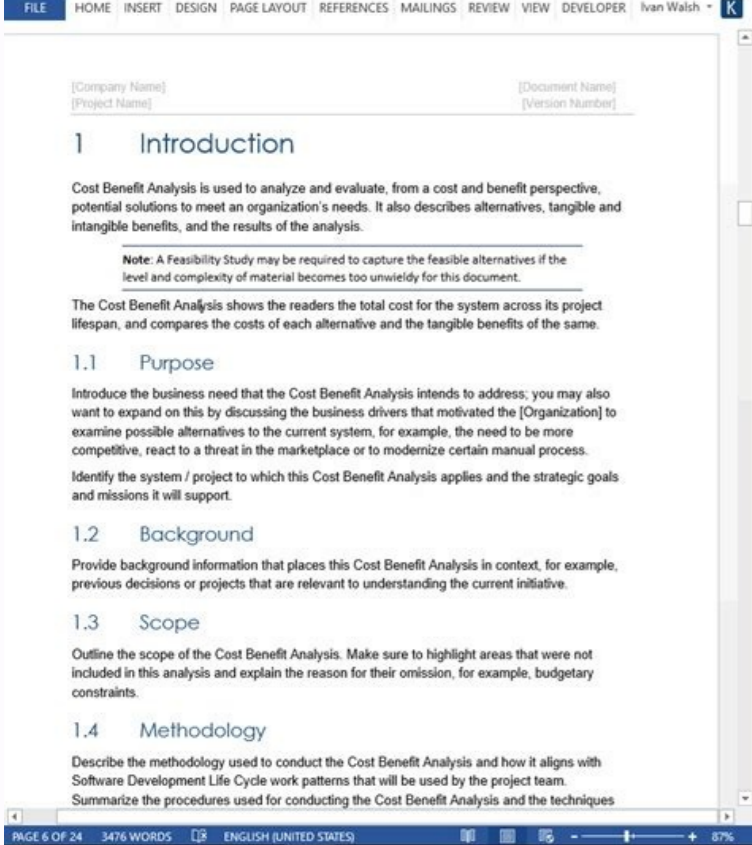 FILE HOME INSERT DESIGN PAGE LAYOUT REFERENCES MAILINGS REVIEW VIEW DEVELOPER Ivan Walsh K
[Company Name] [Document Name]
[Project Name] [Version Number]
1 Introduction
Cost Benefit Analysis is used to analyze and evaluate, from a cost and benefit perspective,
potential solutions to meet an organization's needs. It also describes alternatives, tangible and
intangible benefits, and the results of the analysis.
Note: A Feasibility Study may be required to capture the feasible alternatives if the
level and complexity of material becomes too unwieldy for this document.
The Cost Benefit Analysis shows the readers the total cost for the system across its project
lifespan, and compares the costs of each alternative and the tangible benefits of the same.
1.1 Purpose
Introduce the business need that the Cost Benefit Analysis intends to address; you may also
want to expand on this by discussing the business drivers that motivated the [Organization] to
examine possible alternatives to the current system, for example, the need to be more
competitive, react to a threat in the marketplace or to modernize certain manual process.
Identify the system / project to which this Cost Benefit Analysis applies and the strategic goals
and missions it will support.
1.2 Background
Provide background information that places this Cost Benefit Analysis in context, for example,
previous decisions or projects that are relevant to understanding the current initiative.
1.3 Scope
Outline the scope of the Cost Benefit Analysis. Make sure to highlight areas that were not
included in this analysis and explain the reason for their omission, for example, budgetary
constraints.
1.4 Methodology
Describe the methodology used to conduct the Cost Benefit Analysis and how it aligns with
Software Development Life Cycle work patterns that will be used by the project team.
Summarize the procedures used for conducting the Cost Benefit Analysis and the techniques
PAGE 6 OF 24 3476 WORDS ENGLISH (UNITED STATES) - + 87%